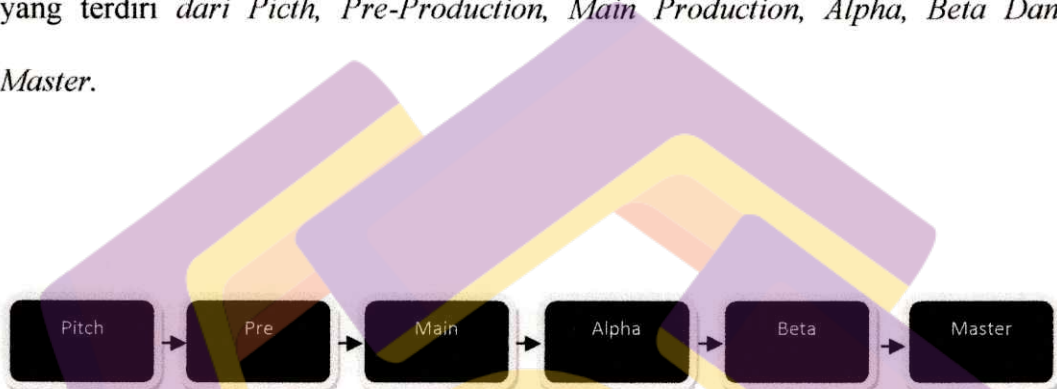 yang terdiri dari Picth, Pre-Production, Main Production, Alpha, Beta Dan
Master.
Pitch Pre Main Alpha Beta Master